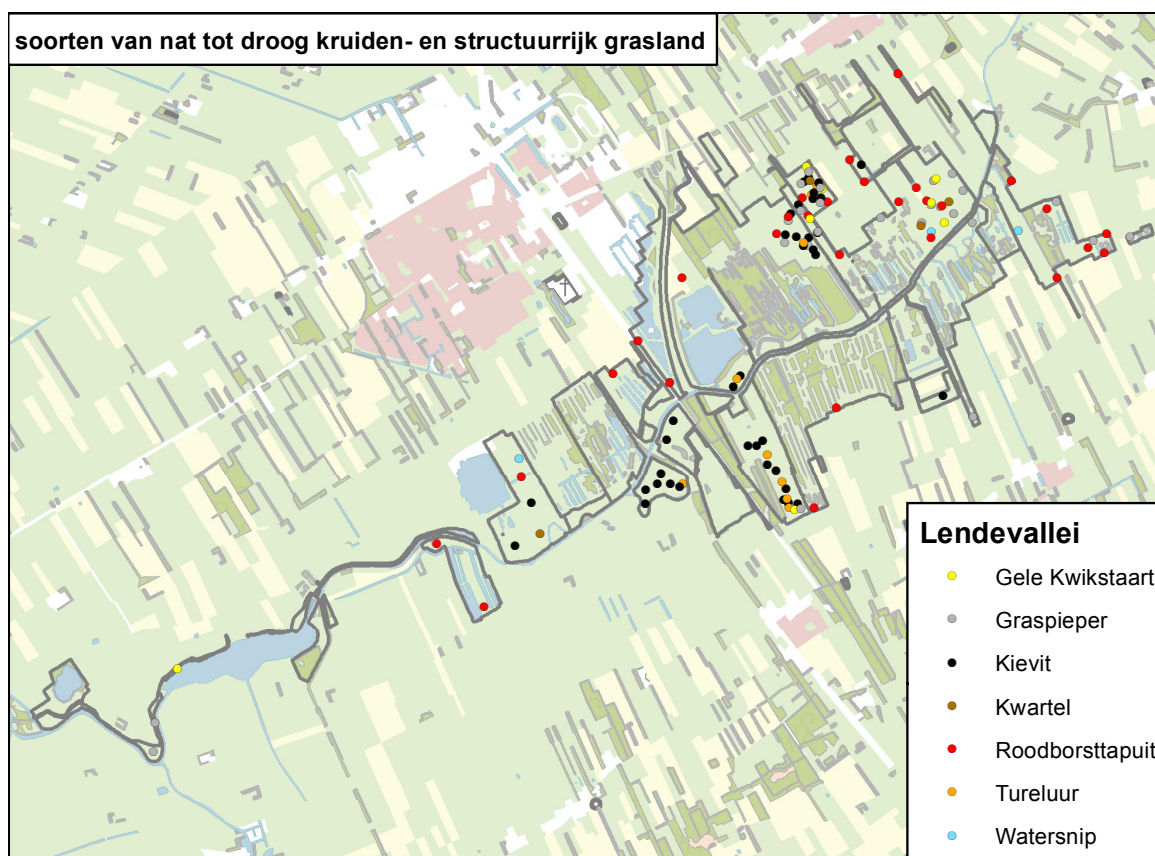 soorten van nat tot droog kruiden- en structuurrijk grasland
Lendevallei
Gele Kwikstaart
Graspieper
Kievit
Kwartel
Roodborsttapuit
Tureluur
Watersnip